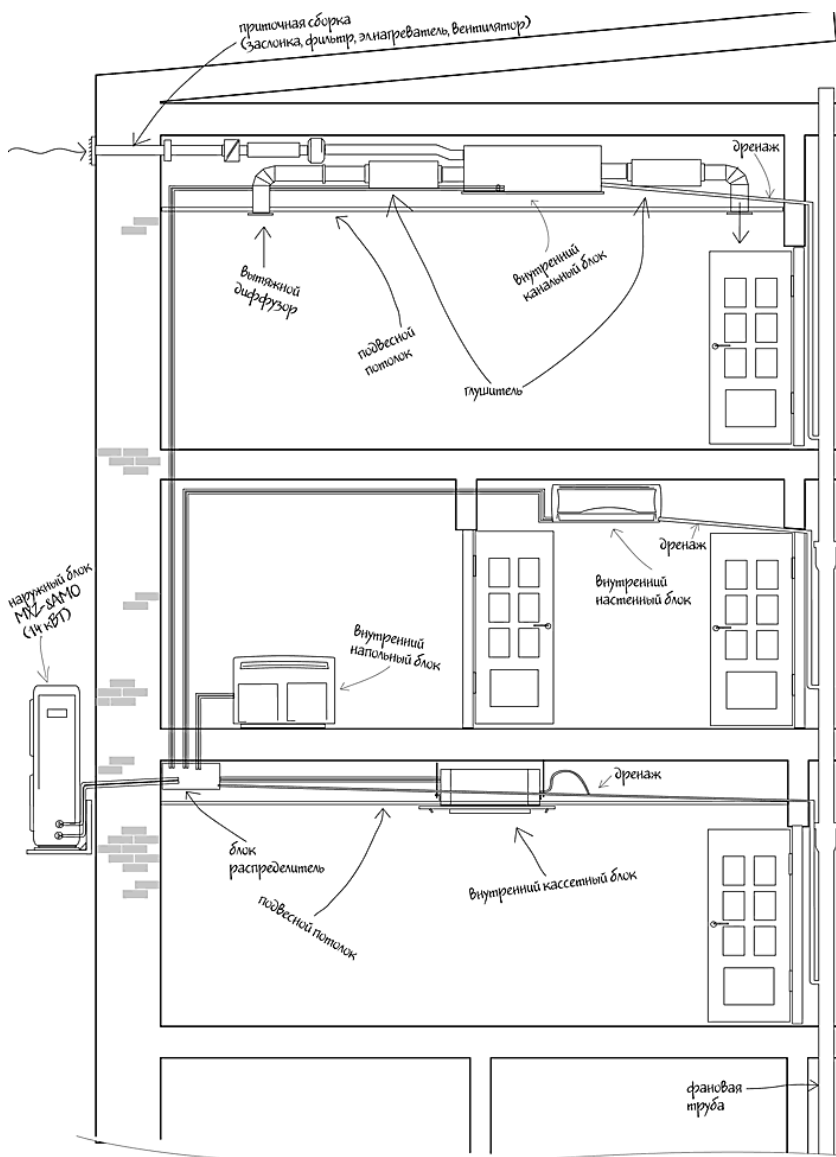 приточная сборка
(заслонка, фильтр, эл.нагреватель, вентилятор)
дренаж
вытяжной
диффузор
внутренний
канальный блок
подвесной
потолок
глушитель
дренаж
внутренний
настенный блок
наружный блок
MXZ-8A140
(14 кВт)
внутренний
напольный блок
дренаж
блок
распределитель
внутренний кассетный блок
подвесной потолок
фановая
труба